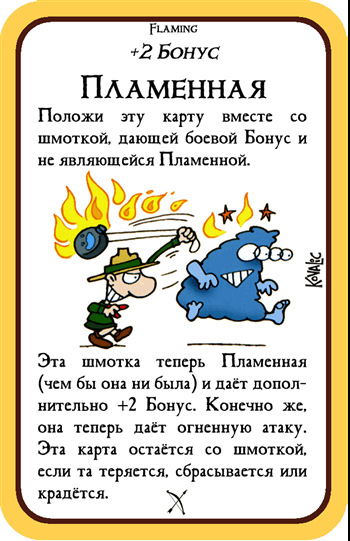 Flaming
+2 Бонус
Пламенная
Положи эту карту вместе со
шмоткой, дающей боевой Бонус и
не являющейся Пламенной.
Kovalic
Эта шмотка теперь Пламенная
(чем бы она ни была) и даёт допол-
нительно +2 Бонус. Конечно же,
она теперь даёт огненную атаку.
Эта карта остаётся со шмоткой,
если та теряется, сбрасывается или
крадётся.